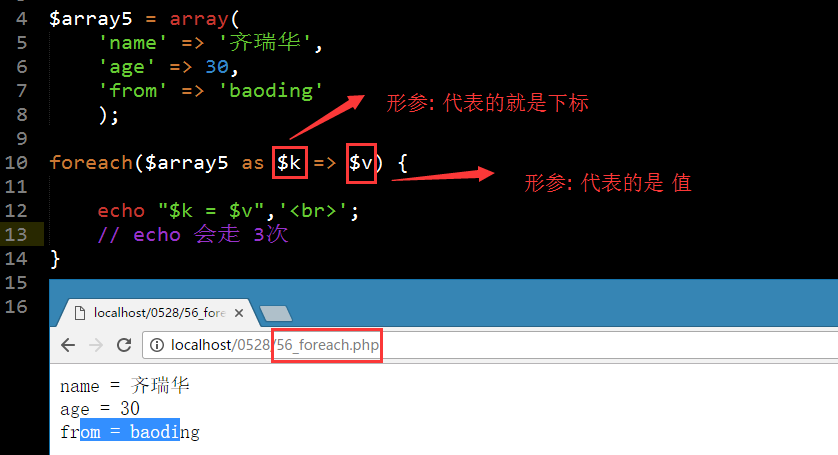 4 $array5 = array(
5 'name' => '齐瑞华',
6 'age' => 30,
7 'from' => 'baoding'
8 );
形参: 代表的就是下标
9
10 foreach($array5 as $k => $v) {
11
形参: 代表的是 值
12 echo "$k = $v",'<br>';
13 // echo 会走 3次
14 }
15
16
localhost/0528/56_fore
localhost/0528/56_foreach.php
name = 齐瑞华
age = 30
from = baoding